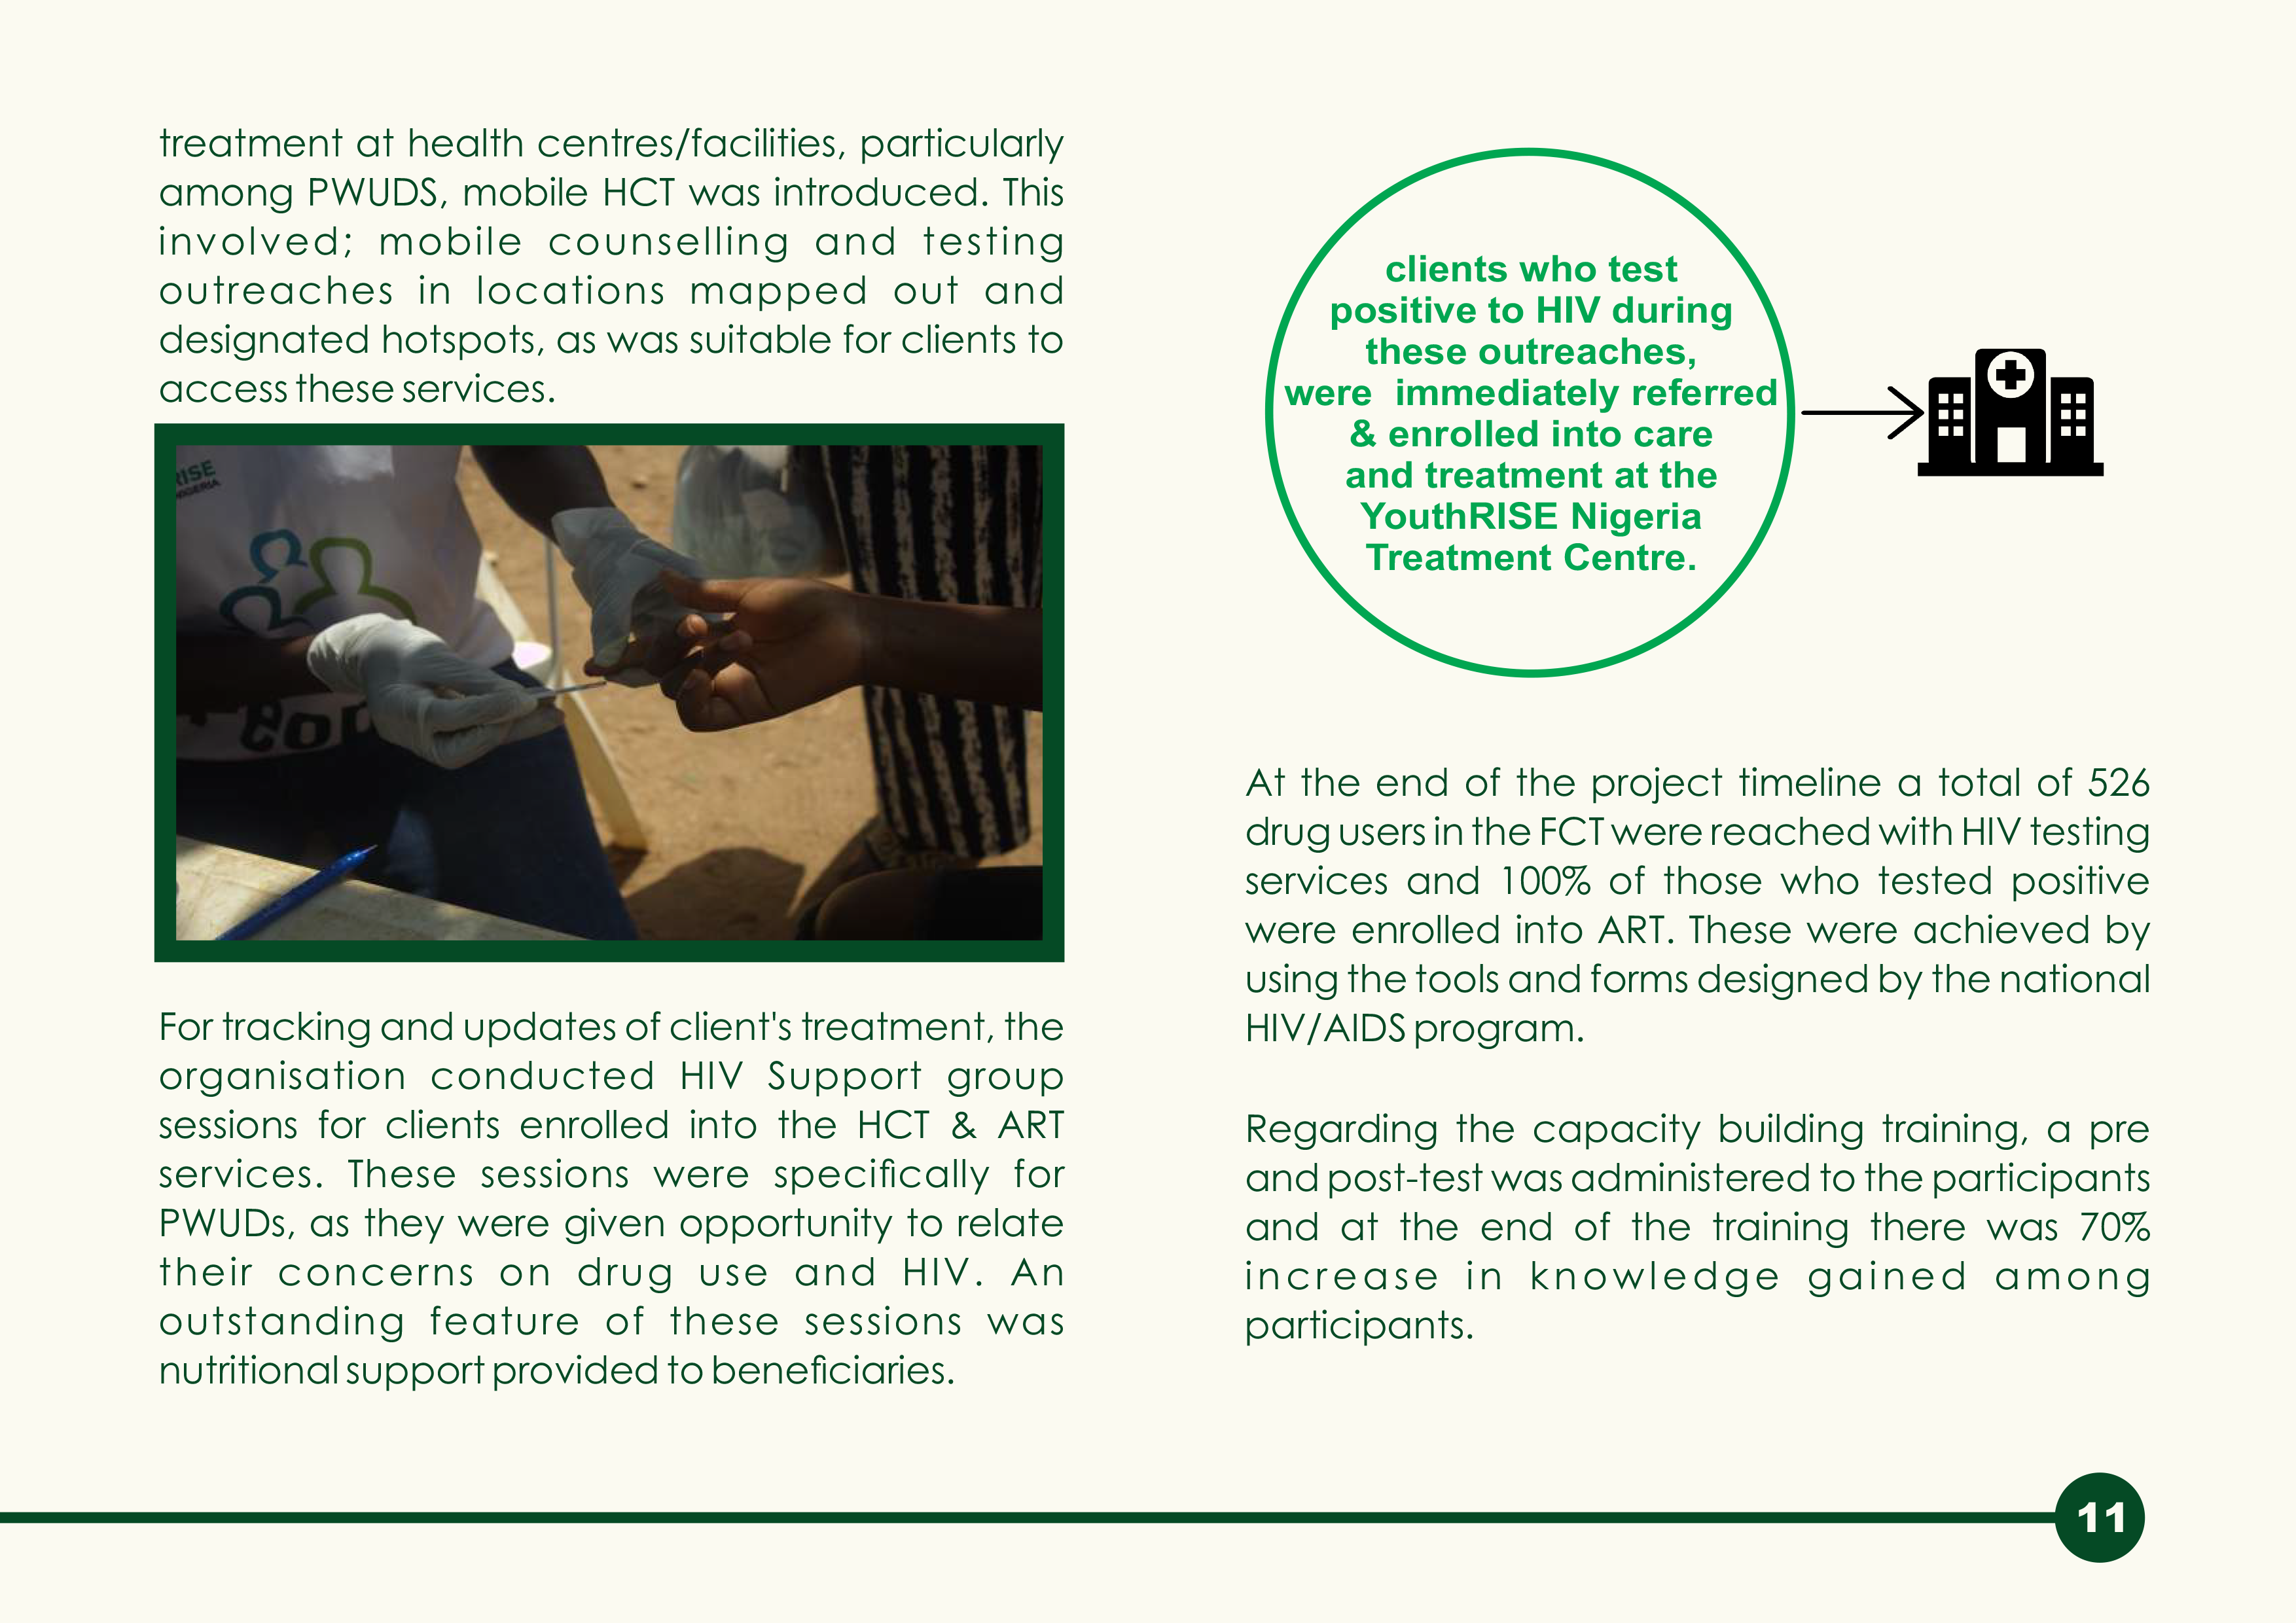 treatment at health centres/facilities, particularly
among PWUDS, mobile HCT was introduced. This
involved; mobile counselling and testing
outreaches in locations mapped out and
designated hotspots, as was suitable for clients to
access these services.
RISE
NIGERIA
For tracking and updates of client's treatment, the
organisation conducted HIV Support group
sessions for clients enrolled into the HCT & ART
services. These sessions were specifically for
PWUDs, as they were given opportunity to relate
their concerns on drug use and HIV. An
outstanding feature of these sessions was
nutritional support provided to beneficiaries.
clients who test
positive to HIV during
these outreaches,
were immediately referred
& enrolled into care
and treatment at the
YouthRISE Nigeria
Treatment Centre.
At the end of the project timeline a total of 526
drug users in the FCT were reached with HIV testing
services and 100% of those who tested positive
were enrolled into ART. These were achieved by
using the tools and forms designed by the national
HIV/AIDS program.
Regarding the capacity building training, a pre
and post-test was administered to the participants
and at the end of the training there was 70%
increase in knowledge gained among
participants.
11